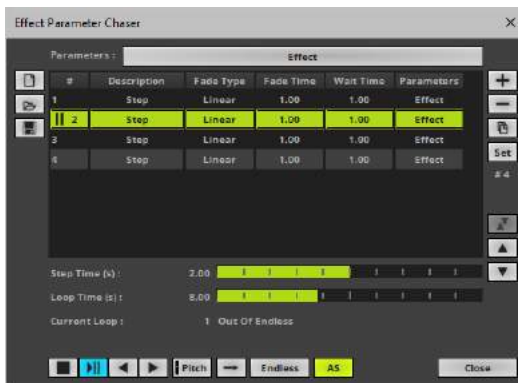 Effect Parameter Chaser
Parameters : Effect
# Description Fade Type Fade Time Wait Time Parameters
1 Step Linear 1.00 1.00 Effect
2 Step Linear 1.00 1.00 Effect
3 Step Linear 1.00 1.00 Effect
4 Step Linear 1.00 1.00 Effect
Set
#4
Step Time (s) : 2.00
Loop Time (s) : 8.00
Current Loop : 1 Out Of Endless
Pitch Endless AS Close